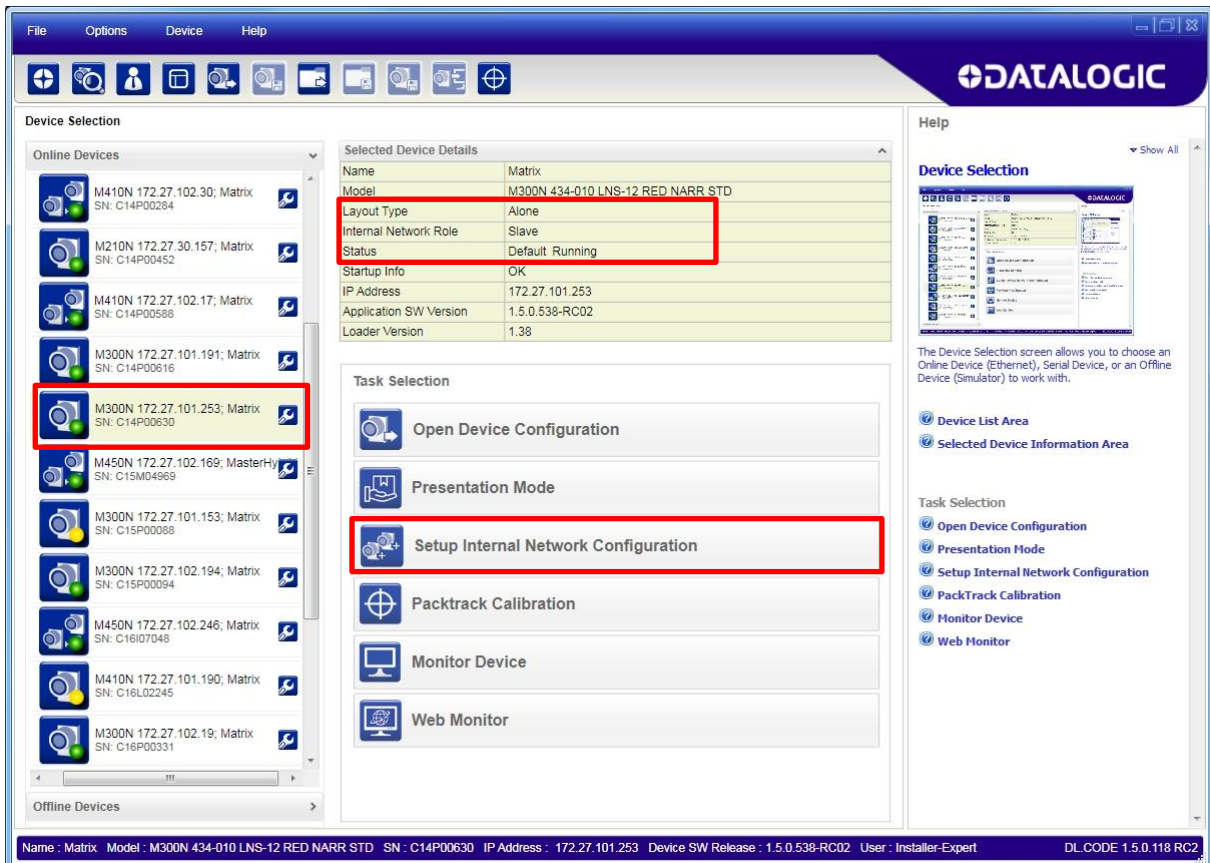 File Options Device Help
DATALOGIC
Device Selection
Online Devices
M410N 172.27.102.30; Matrix
SN: C14P00284
M210N 172.27.30.157; Matrix
SN: C14P00452
M410N 172.27.102.17; Matrix
SN: C14P00588
M300N 172.27.101.191; Matrix
SN: C14P00616
M300N 172.27.101.253; Matrix
SN: C14P00630
M450N 172.27.102.169; MasterHy
SN: C15M04969
M300N 172.27.101.153; Matrix
SN: C15P00088
M300N 172.27.102.194; Matrix
SN: C15P00094
M450N 172.27.102.246; Matrix
SN: C16I07048
M410N 172.27.101.190; Matrix
SN: C16L02245
M300N 172.27.102.19; Matrix
SN: C16P00331
Offline Devices
Selected Device Details
Name Matrix
Model M300N 434-010 LNS-12 RED NARR STD
Layout Type Alone
Internal Network Role Slave
Status Default Running
Startup Info OK
IP Address 172.27.101.253
Application SW Version 1.5.0.538-RC02
Loader Version 1.38
Task Selection
Open Device Configuration
Presentation Mode
Setup Internal Network Configuration
Packtrack Calibration
Monitor Device
Web Monitor
Help
Show All
Device Selection
The Device Selection screen allows you to choose an
Online Device (Ethernet), Serial Device, or an Offline
Device (Simulator) to work with.
Device List Area
Selected Device Information Area
Task Selection
Open Device Configuration
Presentation Mode
Setup Internal Network Configuration
PackTrack Calibration
Monitor Device
Web Monitor
Name : Matrix Model : M300N 434-010 LNS-12 RED NARR STD SN : C14P00630 IP Address : 172.27.101.253 Device SW Release : 1.5.0.538-RC02 User : Installer-Expert DL.CODE 1.5.0.118 RC2